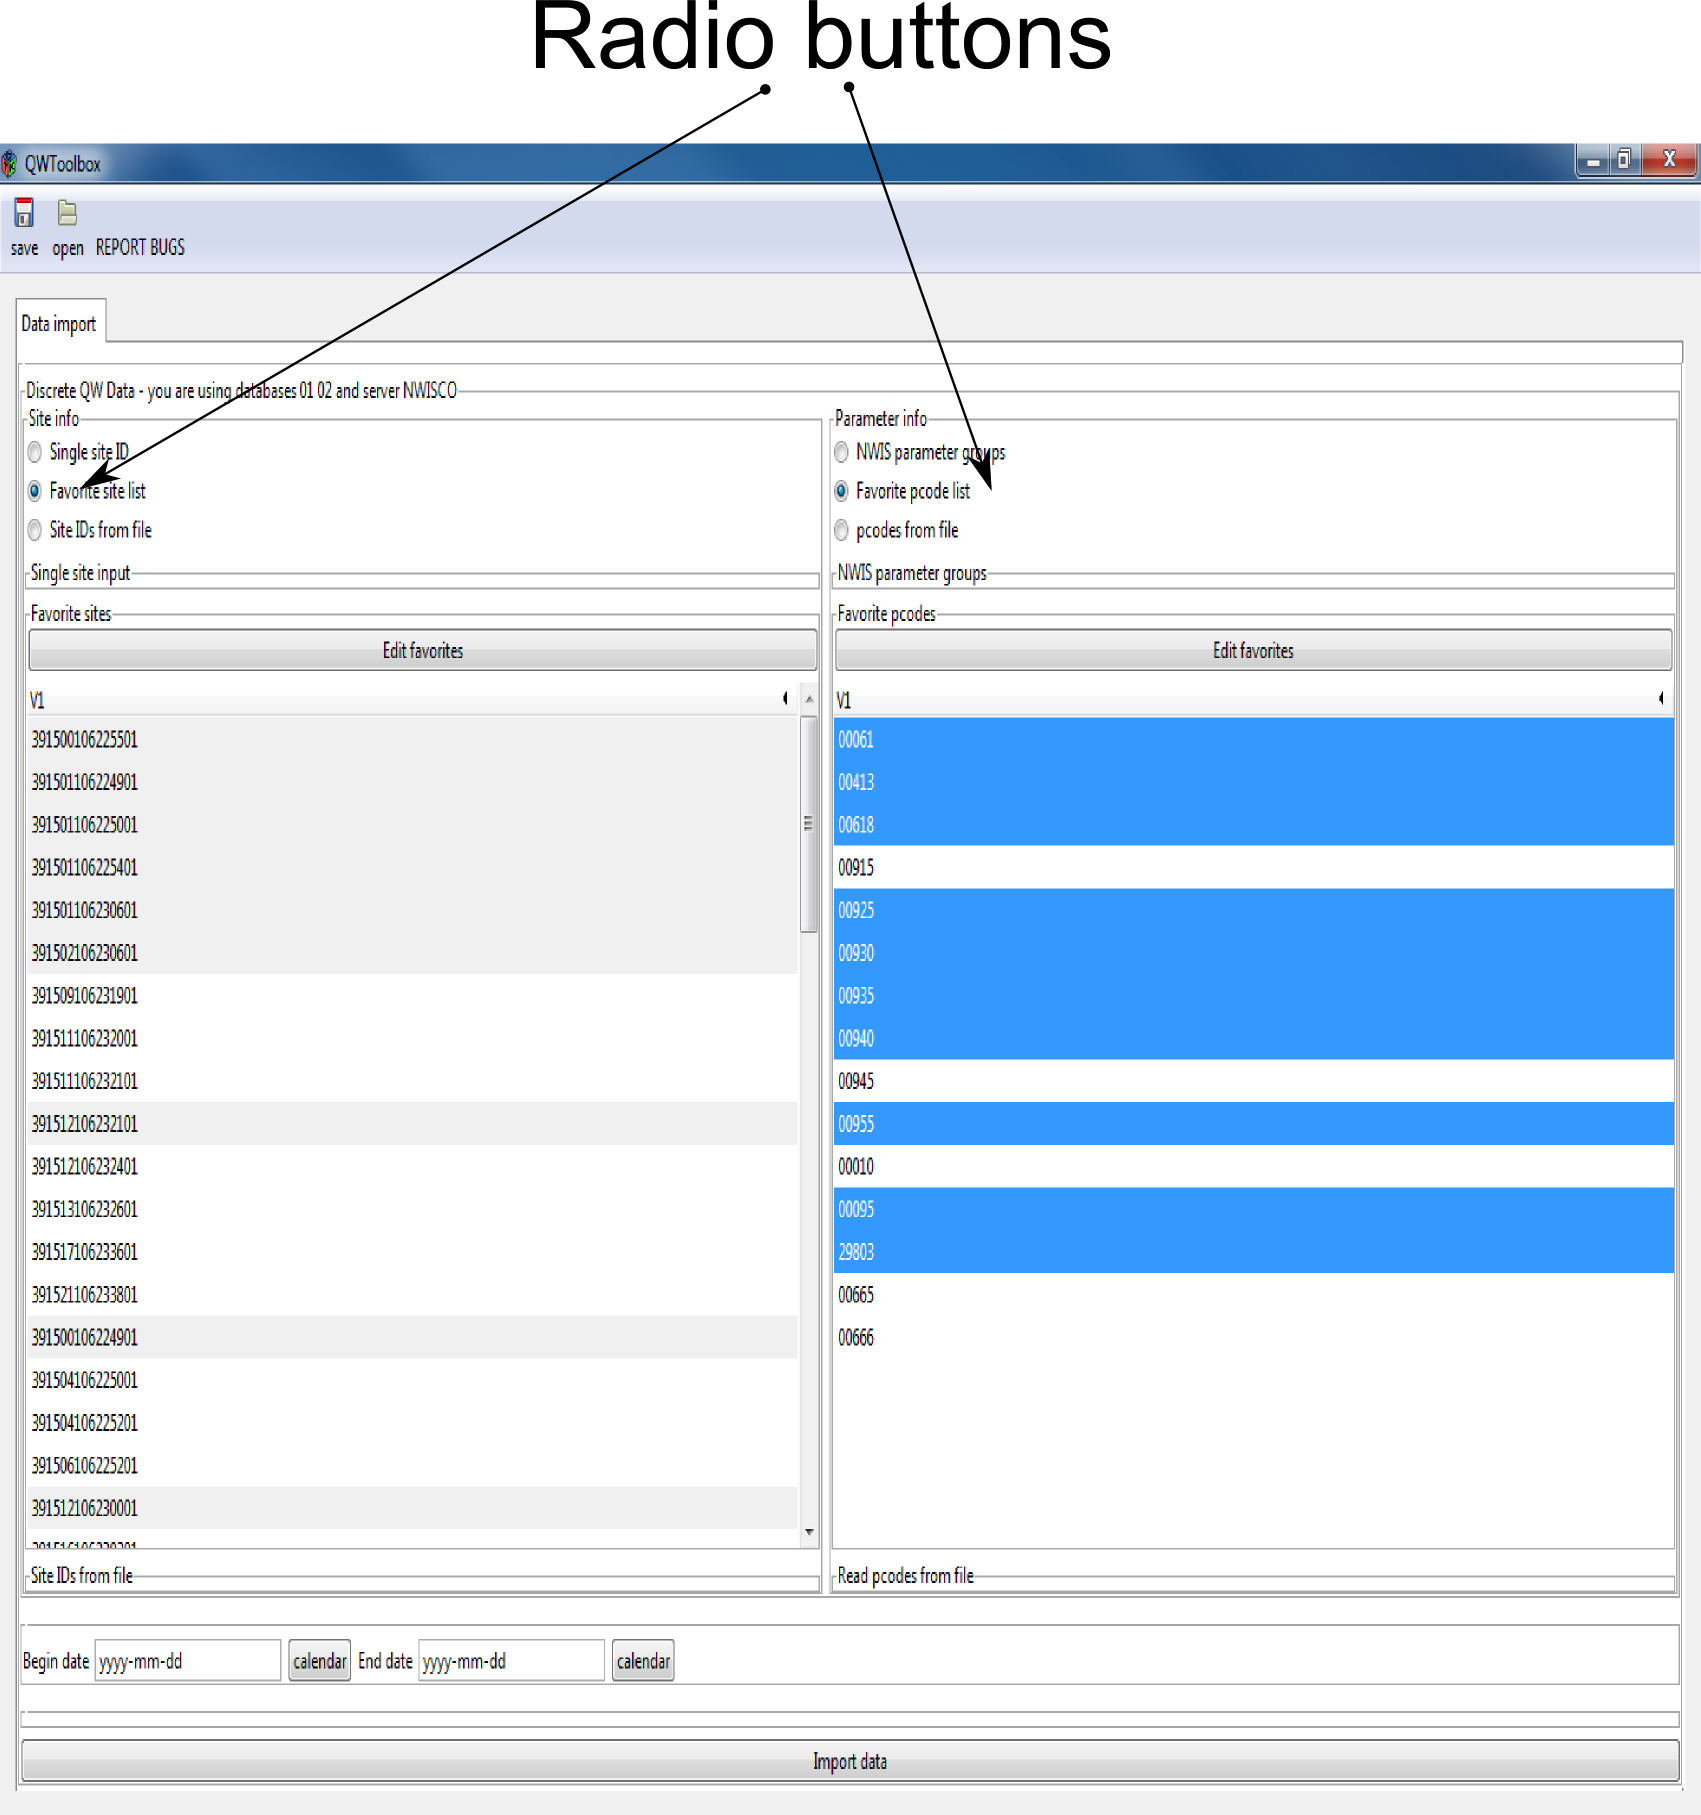 Radio buttons
QWToolbox
save open REPORT BUGS
Data import
Discrete QW Data - you are using databases 01 02 and server NWISCO
Site info
Single site ID
Favorite site list
Site IDs from file
Single site input
Favorite sites
Edit favorites
V1
391500106225501
391501106224901
391501106225001
391501106225401
391501106230601
391502106230601
391509106231901
391511106232001
391511106232101
391512106232101
391512106232401
391513106232601
391517106233601
391521106233801
391500106224901
391504106225001
391504106225201
391506106225201
391512106230001
Site IDs from file
Parameter info
NWIS parameter groups
Favorite pcode list
pcodes from file
NWIS parameter groups
Favorite pcodes
Edit favorites
V1
00061
00413
00618
00915
00925
00930
00935
00940
00945
00955
00010
00095
29803
00665
00666
Read pcodes from file
Begin date yyyy-mm-dd calendar End date yyyy-mm-dd calendar
Import data